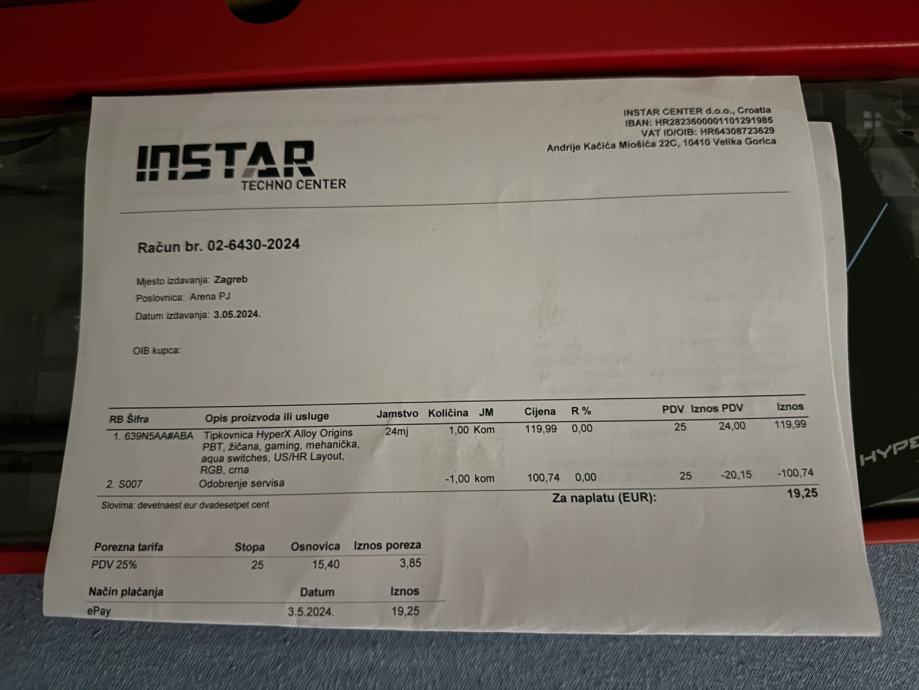 INSTAR CENTER d.o.o., Croatia
IBAN: HR2823600001101291985
VAT ID/OIB: HR64308723629
Andrije Kačića Miošića 22C, 10410 Velika Gorica
INSTAR
TECHNO CENTER
Račun br. 02-6430-2024
Mjesto izdavanja: Zagreb
Poslovnica: Arena PJ
Datum izdavanja: 3.05.2024.
OIB kupca:
RB Šifra Opis proizvoda ili usluge Jamstvo Količina JM Cijena R % PDV Iznos PDV Iznos
1. 639N5AA#ABA Tipkovnica HyperX Alloy Origins 24mj 1,00 Kom 119,99 0,00 25 24,00 119,99
PBT, žičana, gaming, mehanička,
aqua switches, US/HR Layout,
RGB, crna
2. S007 Odobrenje servisa -1,00 kom 100,74 0,00 25 -20,15 -100,74
Za naplatu (EUR): 19,25
Slovima: devetnaest eur dvadesetpet cent
Porezna tarifa Stopa Osnovica Iznos poreza
PDV 25% 25 15,40 3,85
Način plaćanja Datum Iznos
ePay 3.5.2024. 19,25
HYPE